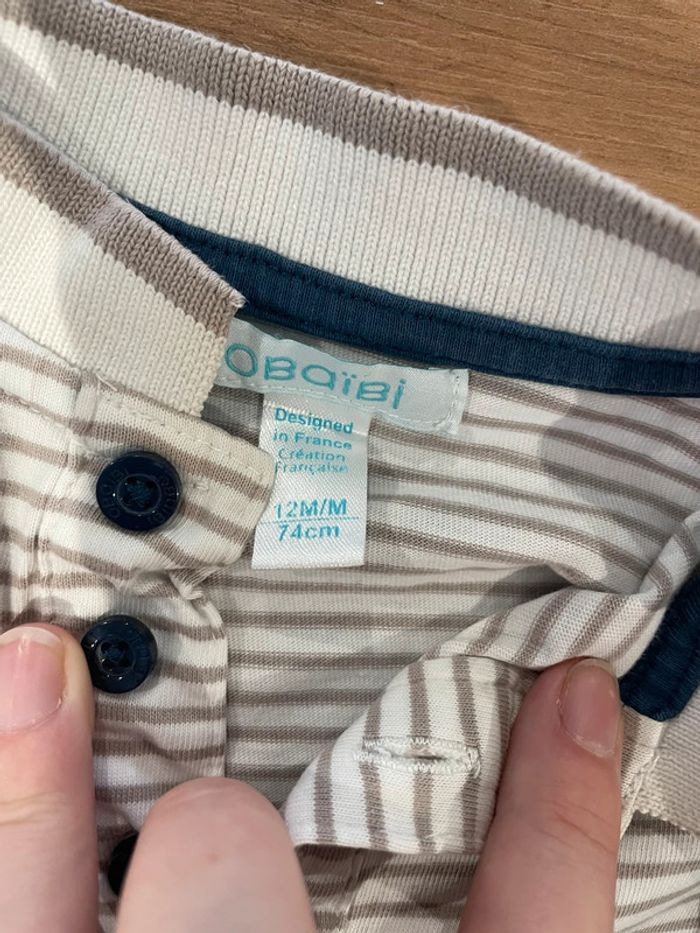 OBaïBi
Designed
in France
Création
Française
12M/M
74cm